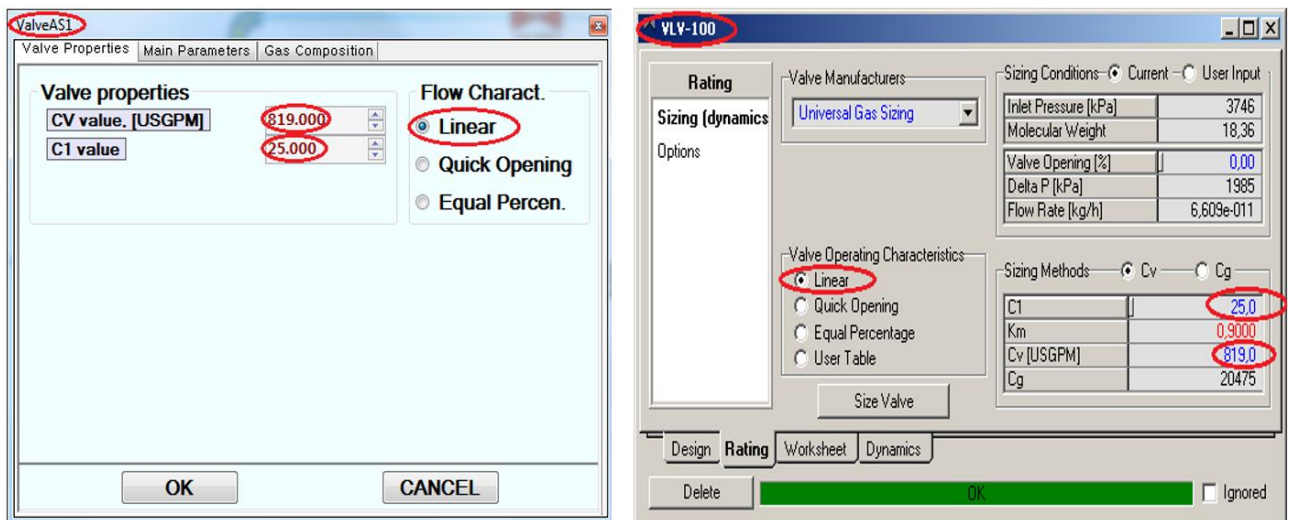 ValveAS1
Valve Properties Main Parameters Gas Composition
Valve properties
CV value, [USGPM] 819.000
C1 value 25.000
Flow Charact.
Linear
Quick Opening
Equal Percen.
OK CANCEL
VLV-100
Rating
Sizing (dynamics
Options
Valve Manufacturers
Universal Gas Sizing
Sizing Conditions Current User Input
Inlet Pressure [kPa] 3746
Molecular Weight 18,36
Valve Opening [%] 0,00
Delta P [kPa] 1985
Flow Rate [kg/h] 6,609e-011
Valve Operating Characteristics
Linear
Quick Opening
Equal Percentage
User Table
Sizing Methods Cv Cg
C1 25,0
Km 0,9000
Cv [USGPM] 819,0
Cg 20475
Size Valve
Design Rating Worksheet Dynamics
Delete OK Ignored